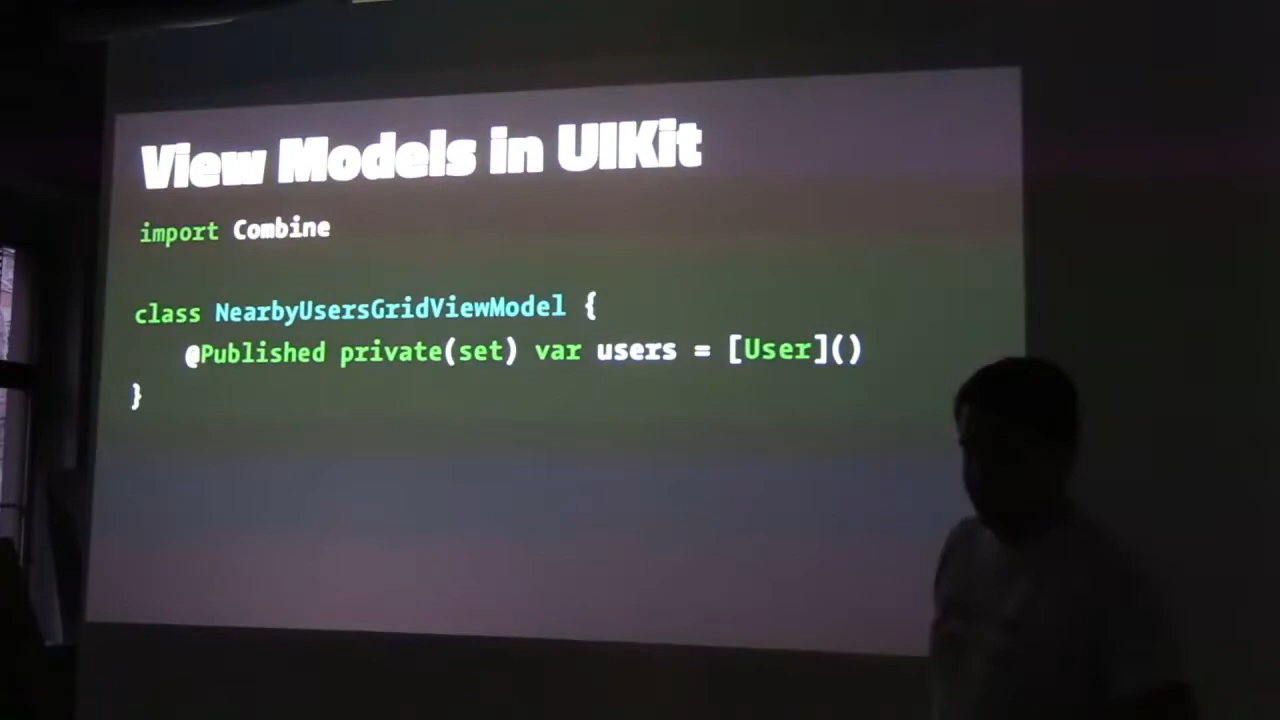 View Models in UIKit
import Combine
class NearbyUsersGridViewModel {
@Published private(set) var users = [User]()
}